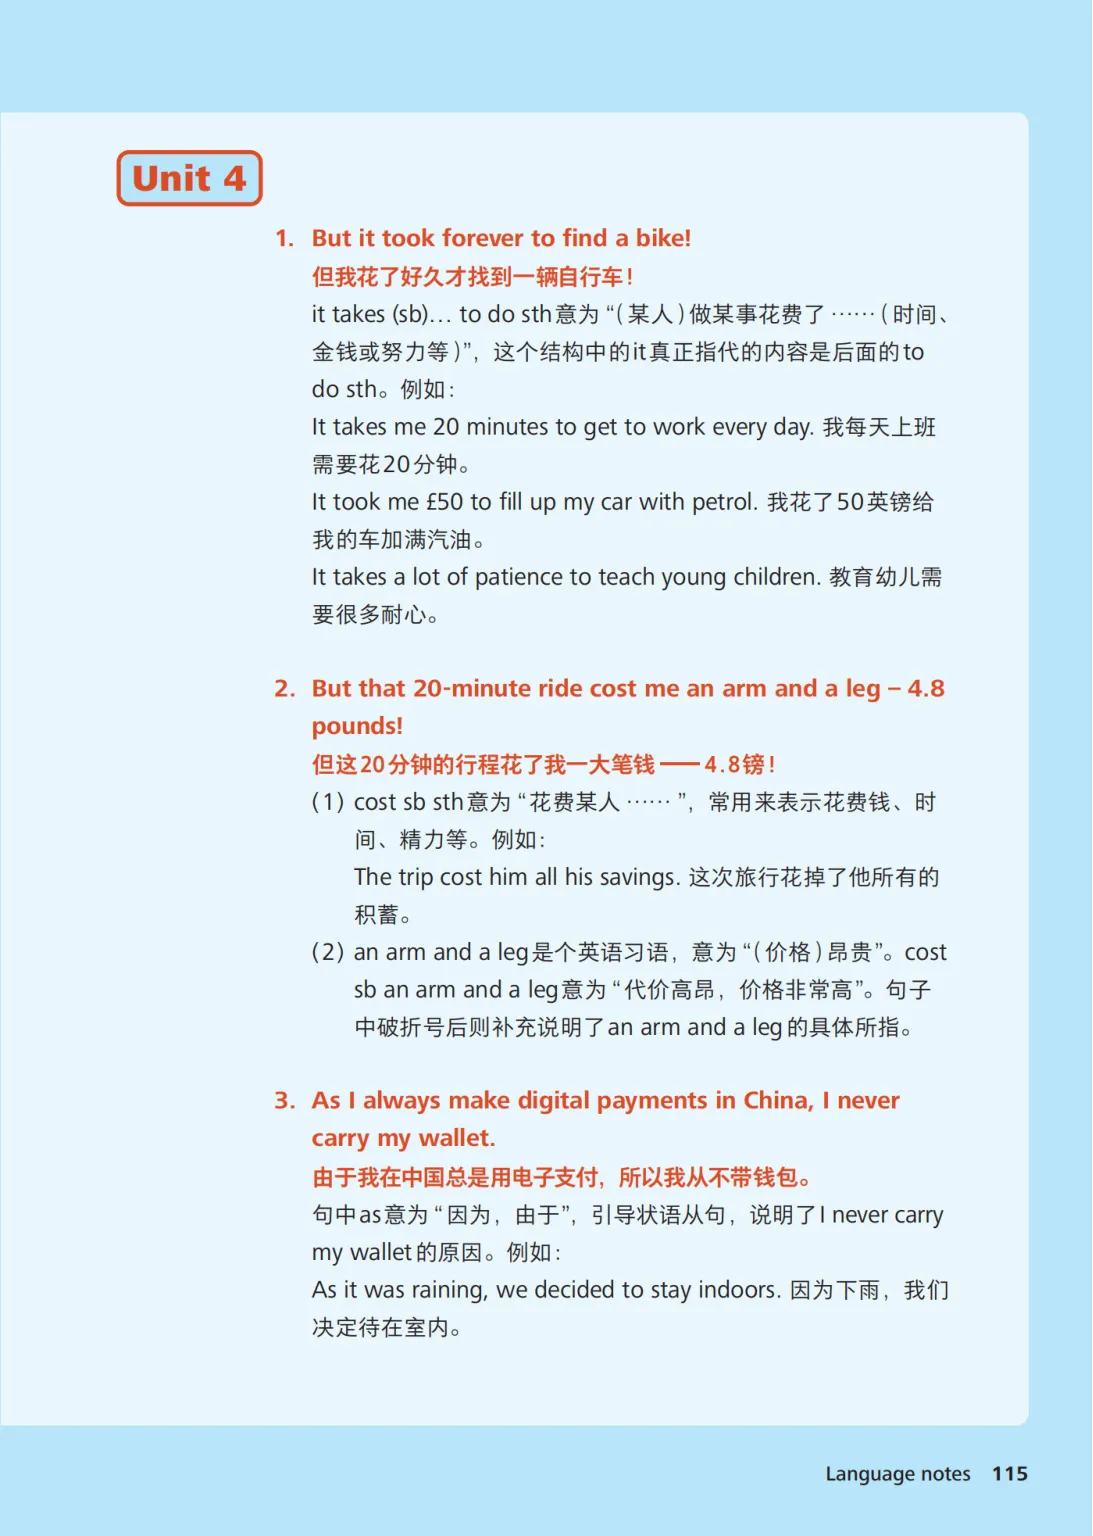 Unit 4
1. But it took forever to find a bike!
但我花了好久才找到一辆自行车！
it takes (sb)… to do sth意为“（某人）做某事花费了……（时间、
金钱或努力等）”，这个结构中的it真正指代的内容是后面的to
do sth。例如：
It takes me 20 minutes to get to work every day. 我每天上班
需要花20分钟。
It took me £50 to fill up my car with petrol. 我花了50英镑给
我的车加满汽油。
It takes a lot of patience to teach young children. 教育幼儿需
要很多耐心。
2. But that 20-minute ride cost me an arm and a leg – 4.8
pounds!
但这20分钟的行程花了我一大笔钱——4.8镑！
（1）cost sb sth意为“花费某人……”，常用来表示花费钱、时
间、精力等。例如：
The trip cost him all his savings. 这次旅行花掉了他所有的
积蓄。
（2）an arm and a leg是个英语习语，意为“（价格）昂贵”。cost
sb an arm and a leg意为“代价高昂，价格非常高”。句子
中破折号后则补充说明了an arm and a leg的具体所指。
3. As I always make digital payments in China, I never
carry my wallet.
由于我在中国总是用电子支付，所以我从不带钱包。
句中as意为“因为，由于”，引导状语从句，说明了I never carry
my wallet的原因。例如：
As it was raining, we decided to stay indoors. 因为下雨，我们
决定待在室内。
Language notes 115